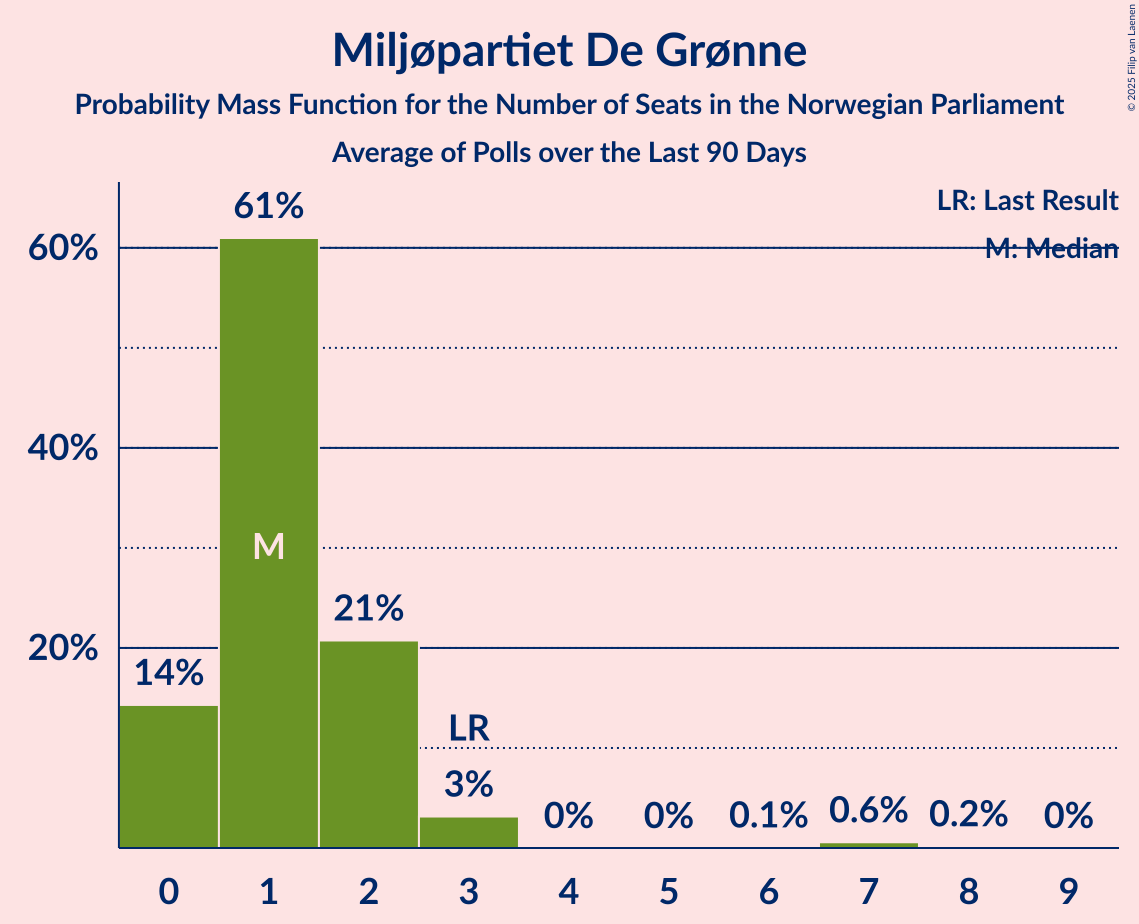 Miljøpartiet De Grønne
Probability Mass Function for the Number of Seats in the Norwegian Parliament
Average of Polls over the Last 90 Days
© 2025 Filip van Laenen
LR: Last Result
M: Median
60%
40%
20%
61%
M
21%
14%
LR
3%
0%
0%
0.1%
0.6%
0.2%
0%
0 1 2 3 4 5 6 7 8 9